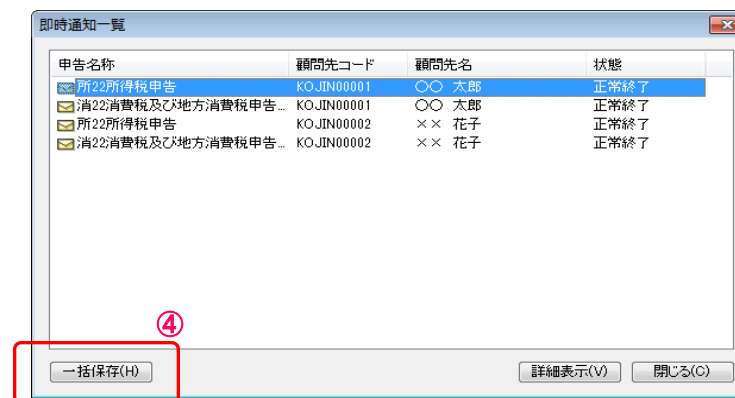 即時通知一覧
申告名称 顧問先コード 顧問先名 状態
所22所得税申告 KOJIN00001 〇〇 太郎 正常終了
消22消費税及び地方消費税申告... KOJIN00001 〇〇 太郎 正常終了
所22所得税申告 KOJIN00002 ×× 花子 正常終了
消22消費税及び地方消費税申告... KOJIN00002 ×× 花子 正常終了
④
一括保存(H) 詳細表示(V) 閉じる(C)